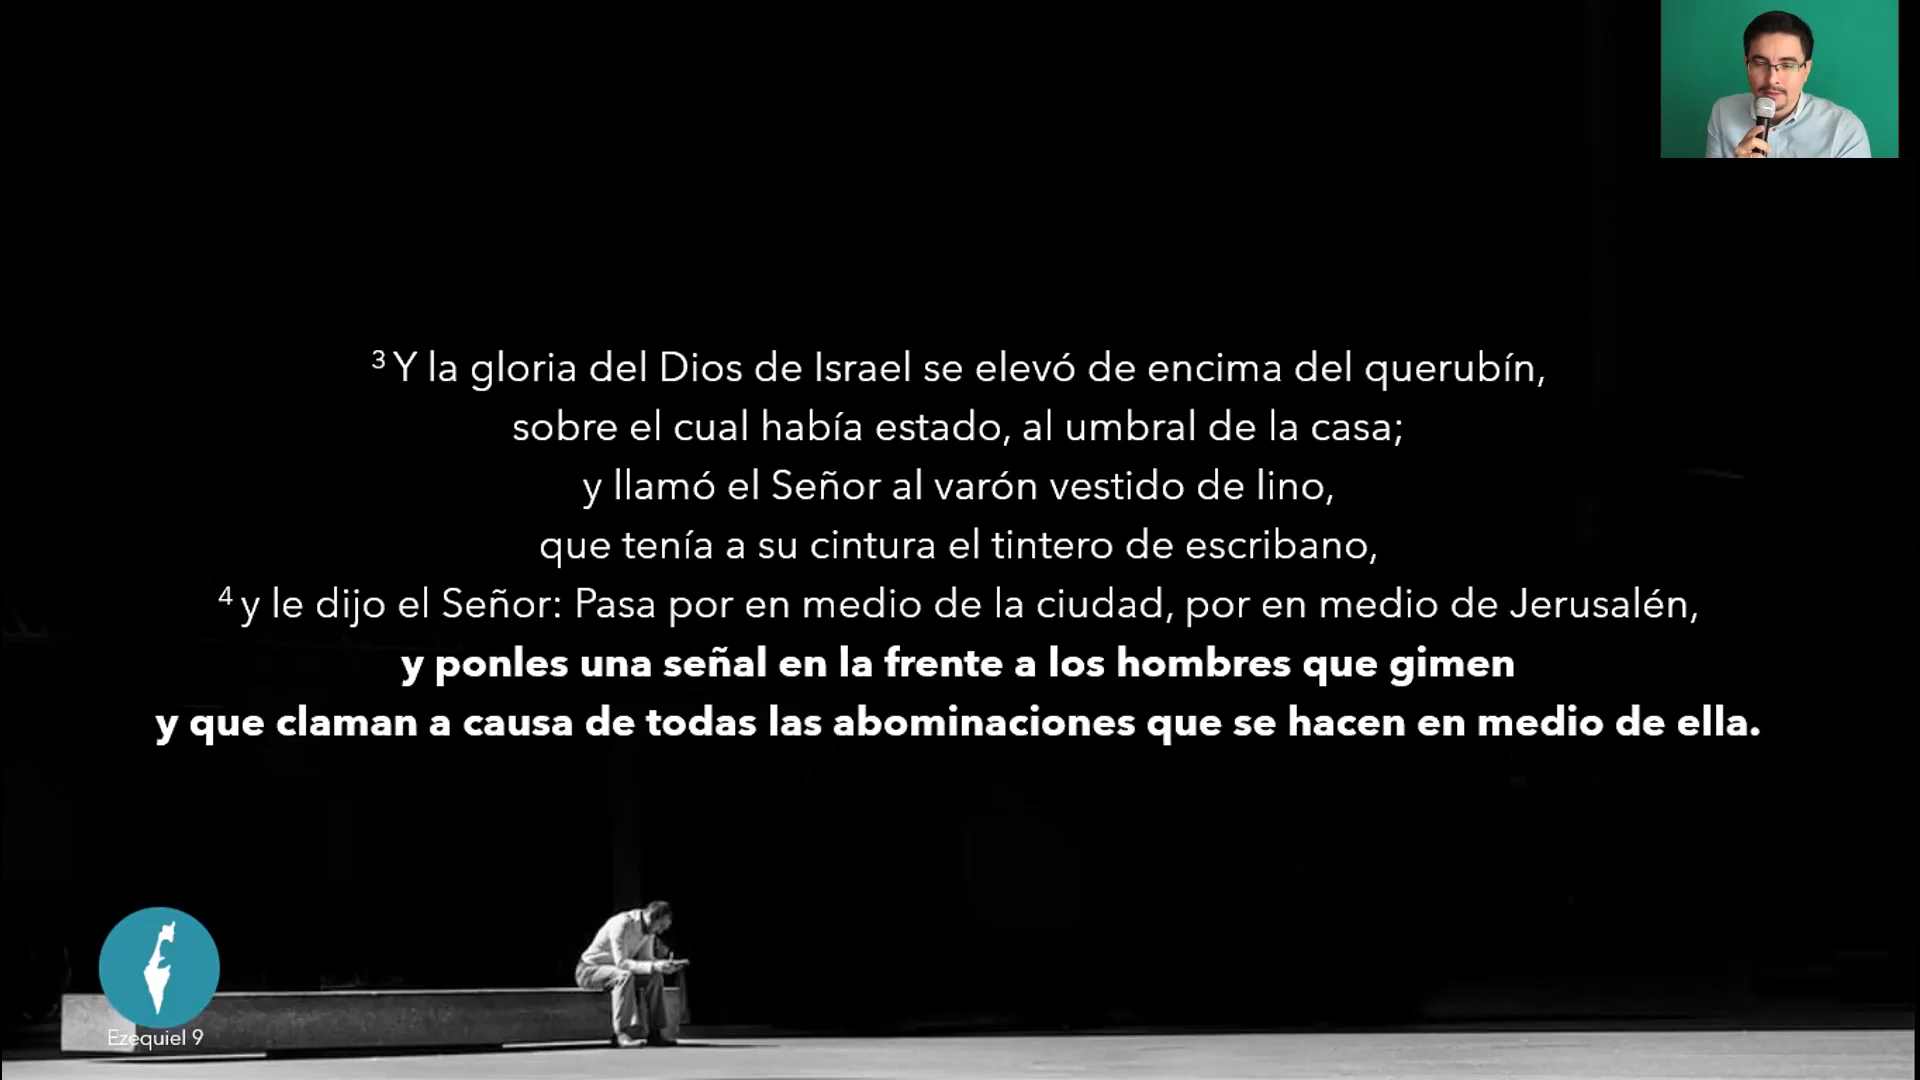 ³ Y la gloria del Dios de Israel se elevó de encima del querubín,
sobre el cual había estado, al umbral de la casa;
y llamó el Señor al varón vestido de lino,
que tenía a su cintura el tintero de escribano,
⁴ y le dijo el Señor: Pasa por en medio de la ciudad, por en medio de Jerusalén,
y ponles una señal en la frente a los hombres que gimen
y que claman a causa de todas las abominaciones que se hacen en medio de ella.
Ezequiel 9